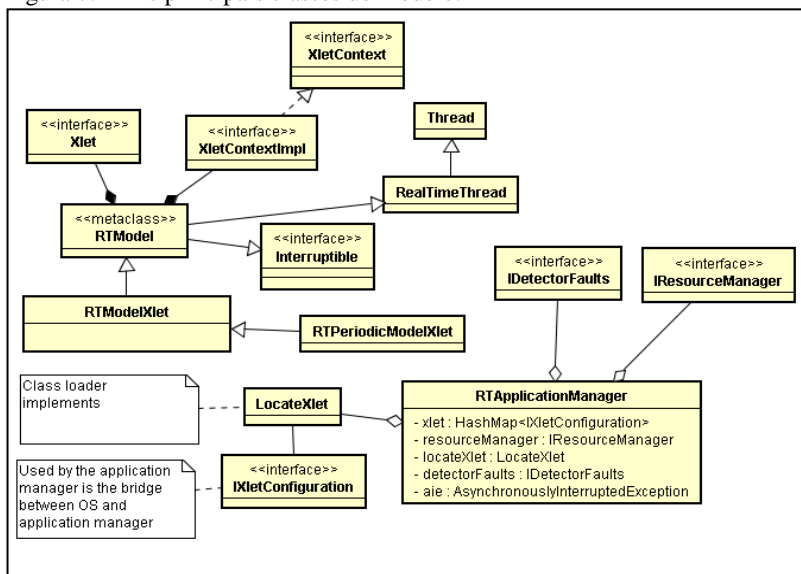 <<interface>>
XletContext
<<interface>>
Xlet
<<interface>>
XletContextImpl
Thread
RealTimeThread
<<metaclass>>
RTModel
<<interface>>
Interruptible
<<interface>>
IDetectorFaults
<<interface>>
IResourceManager
RTModelXlet
RTPeriodicModelXlet
Class loader
implements
LocateXlet
RTApplicationManager
- xlet : HashMap<IXletConfiguration>
- resourceManager : IResourceManager
- locateXlet : LocateXlet
- detectorFaults : IDetectorFaults
- aie : AsynchronouslyInterruptedException
Used by the application
manager is the bridge
between OS and
application manager
<<interface>>
IXletConfiguration